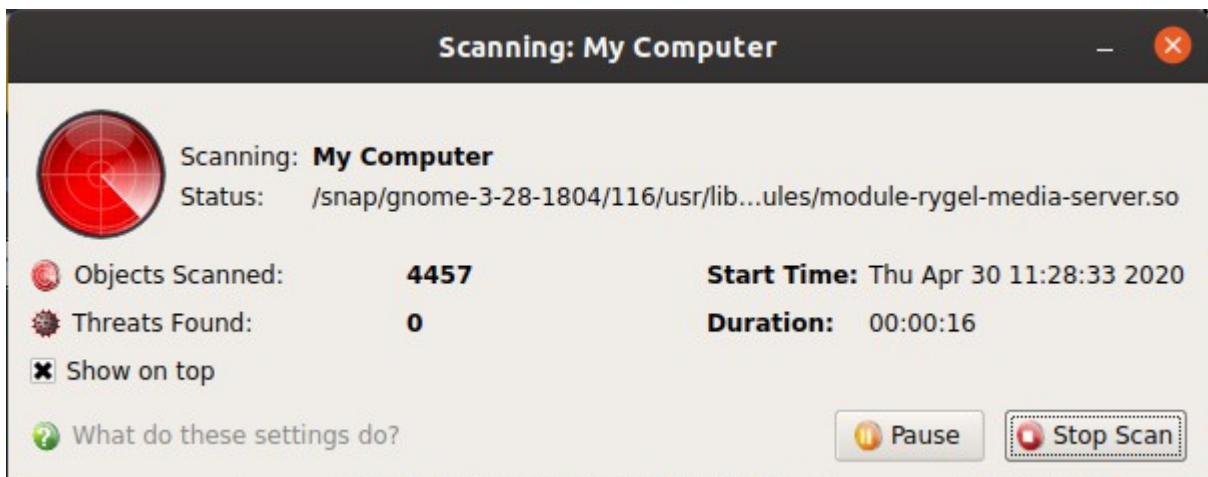 Scanning: My Computer
Scanning: My Computer
Status: /snap/gnome-3-28-1804/116/usr/lib...ules/module-rygel-media-server.so
Objects Scanned: 4457 Start Time: Thu Apr 30 11:28:33 2020
Threats Found: 0 Duration: 00:00:16
Show on top
What do these settings do? Pause Stop Scan